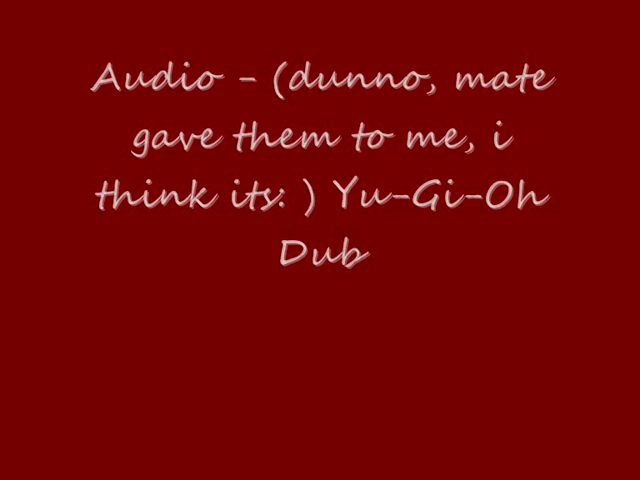 Audio - (dunno, mate
gave them to me, i
think its: ) Yu-Gi-Oh
Dub